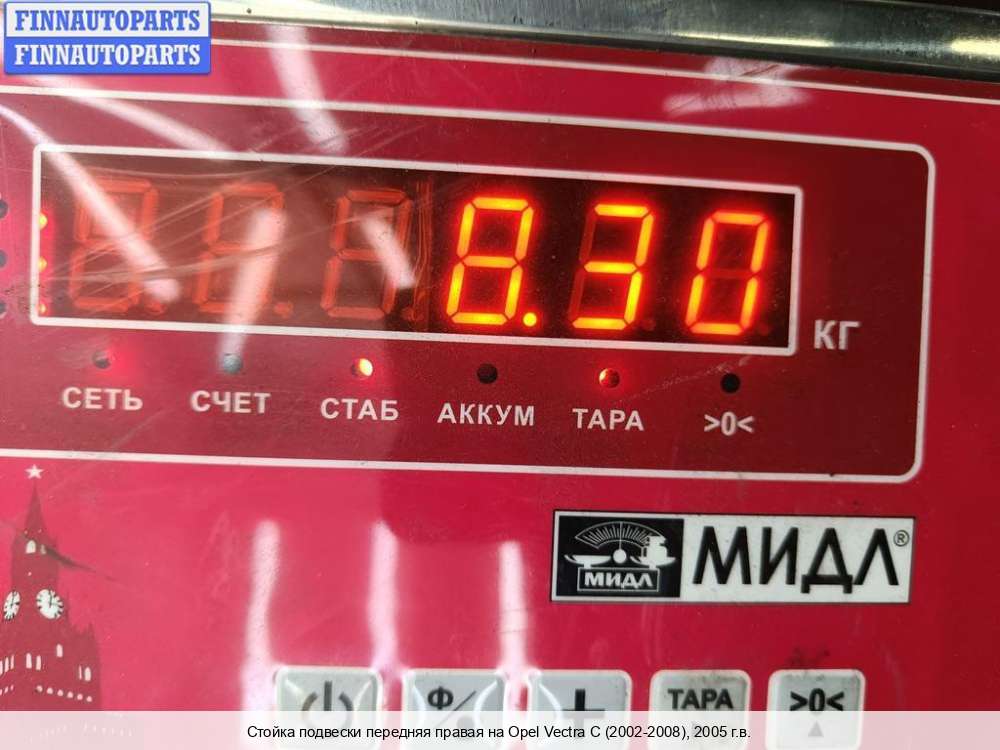 FINNAUTOPARTS
FINNAUTOPARTS
8.30
КГ
СЕТЬ СЧЕТ СТАБ АККУМ ТАРА >0<
МИДЛ МИДЛ®
Ф/ + ТАРА >0<
Стойка подвески передняя правая на Opel Vectra C (2002-2008), 2005 г.в.